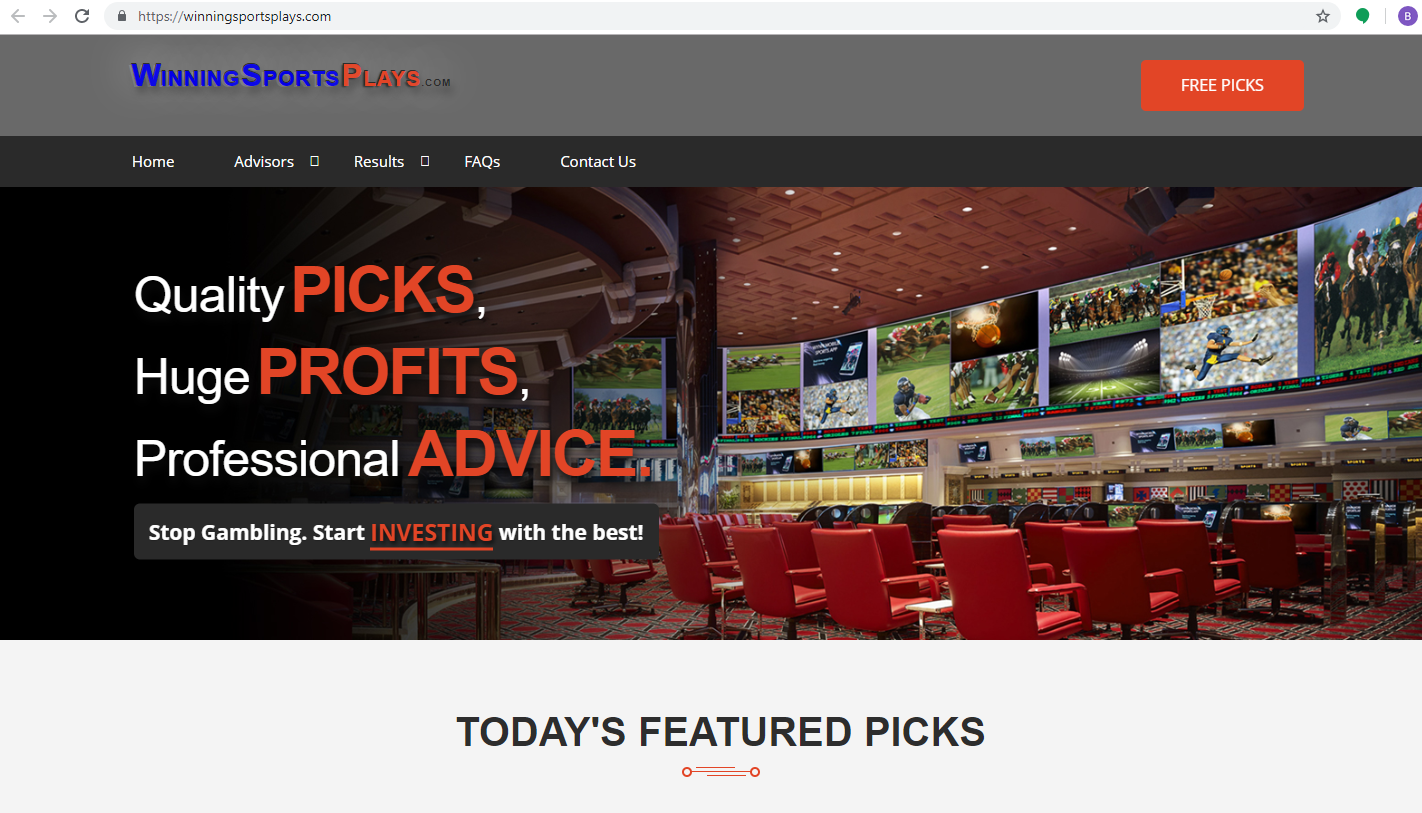 https://winningsportsplays.com
B
WinningSportsPlays.com
FREE PICKS
Home Advisors Results FAQs Contact Us
Quality PICKS,
Huge PROFITS,
Professional ADVICE.
Stop Gambling. Start INVESTING with the best!
TODAY'S FEATURED PICKS